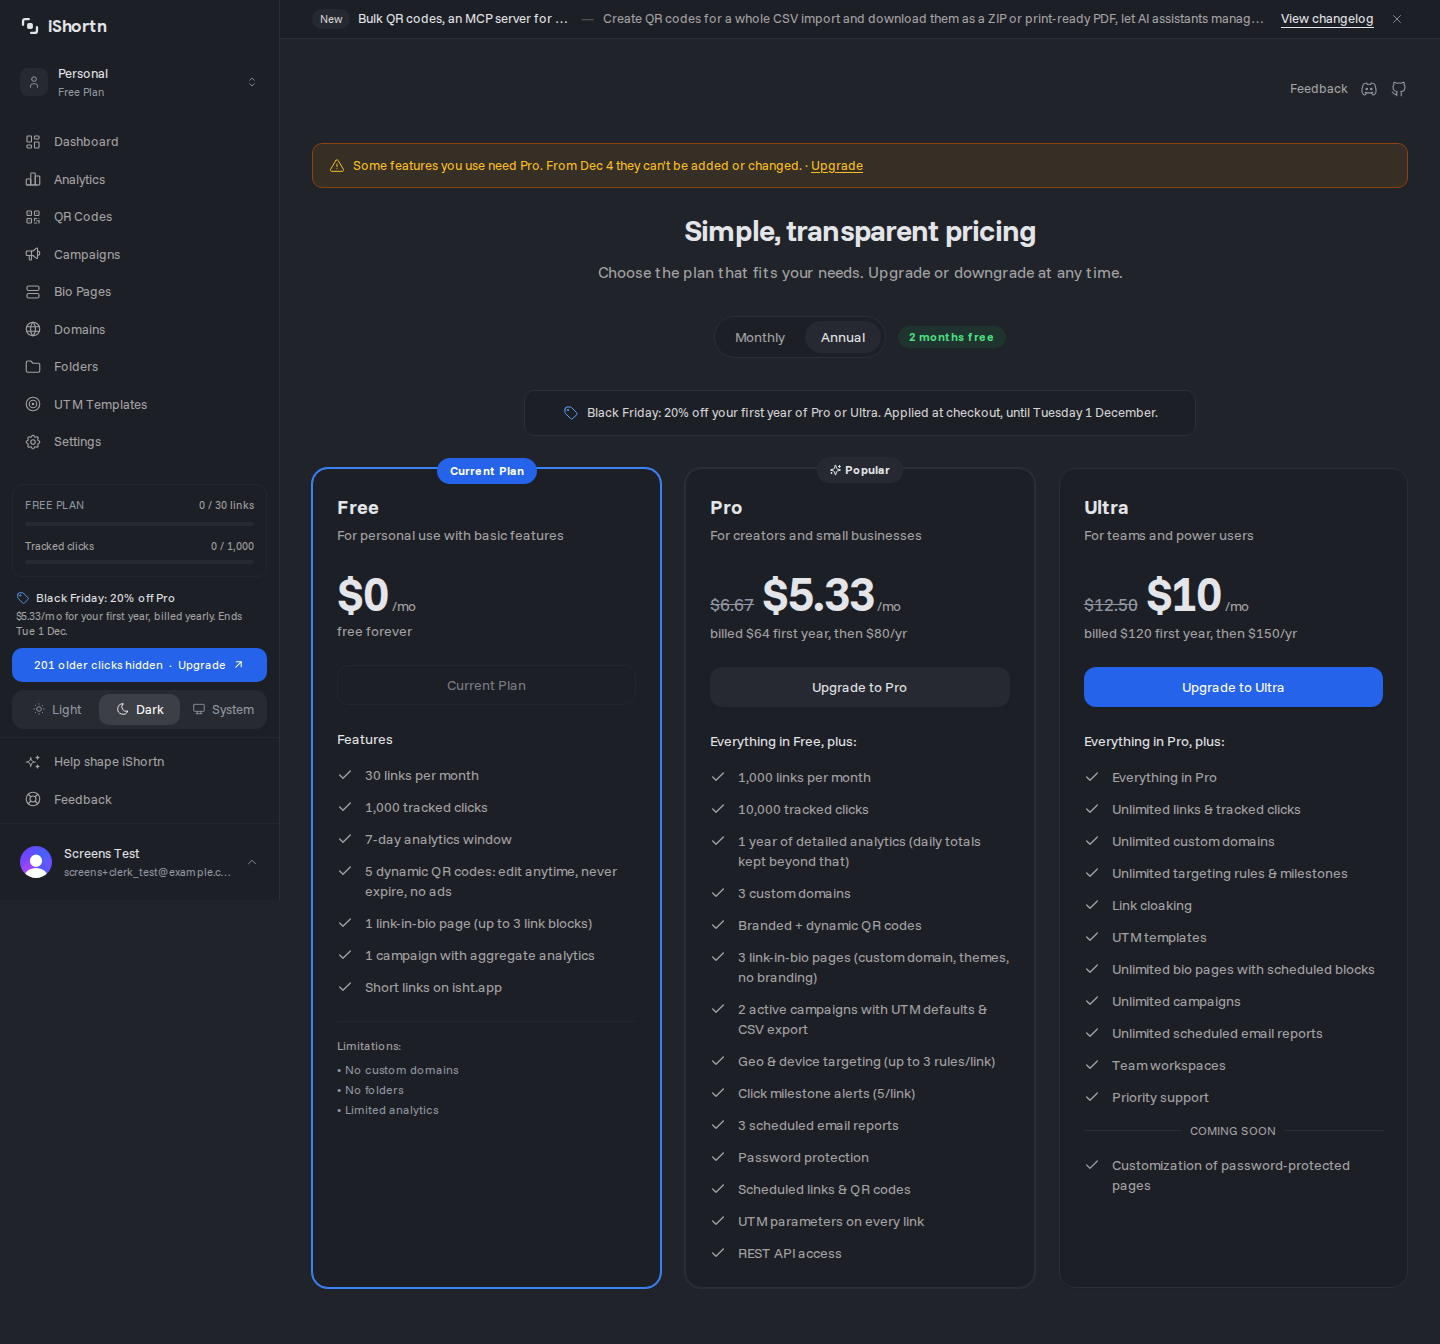 iShortn
Personal
Free Plan
Dashboard
Analytics
QR Codes
Campaigns
Bio Pages
Domains
Folders
UTM Templates
Settings
FREE PLAN 0 / 30 links
Tracked clicks 0 / 1,000
Black Friday: 20% off Pro
$5.33/mo for your first year, billed yearly. Ends
Tue 1 Dec.
201 older clicks hidden · Upgrade
Light Dark System
Help shape iShortn
Feedback
Screens Test
screens+clerk_test@example.c...
New Bulk QR codes, an MCP server for ... — Create QR codes for a whole CSV import and download them as a ZIP or print-ready PDF, let AI assistants manag... View changelog
Feedback
Some features you use need Pro. From Dec 4 they can't be added or changed. · Upgrade
Simple, transparent pricing
Choose the plan that fits your needs. Upgrade or downgrade at any time.
Monthly Annual 2 months free
Black Friday: 20% off your first year of Pro or Ultra. Applied at checkout, until Tuesday 1 December.
Current Plan
Free
For personal use with basic features
$0 /mo
free forever
Current Plan
Features
30 links per month
1,000 tracked clicks
7-day analytics window
5 dynamic QR codes: edit anytime, never
expire, no ads
1 link-in-bio page (up to 3 link blocks)
1 campaign with aggregate analytics
Short links on isht.app
Limitations:
• No custom domains
• No folders
• Limited analytics
Popular
Pro
For creators and small businesses
$6.67 $5.33 /mo
billed $64 first year, then $80/yr
Upgrade to Pro
Everything in Free, plus:
1,000 links per month
10,000 tracked clicks
1 year of detailed analytics (daily totals
kept beyond that)
3 custom domains
Branded + dynamic QR codes
3 link-in-bio pages (custom domain, themes,
no branding)
2 active campaigns with UTM defaults &
CSV export
Geo & device targeting (up to 3 rules/link)
Click milestone alerts (5/link)
3 scheduled email reports
Password protection
Scheduled links & QR codes
UTM parameters on every link
REST API access
Ultra
For teams and power users
$12.50 $10 /mo
billed $120 first year, then $150/yr
Upgrade to Ultra
Everything in Pro, plus:
Everything in Pro
Unlimited links & tracked clicks
Unlimited custom domains
Unlimited targeting rules & milestones
Link cloaking
UTM templates
Unlimited bio pages with scheduled blocks
Unlimited campaigns
Unlimited scheduled email reports
Team workspaces
Priority support
COMING SOON
Customization of password-protected
pages